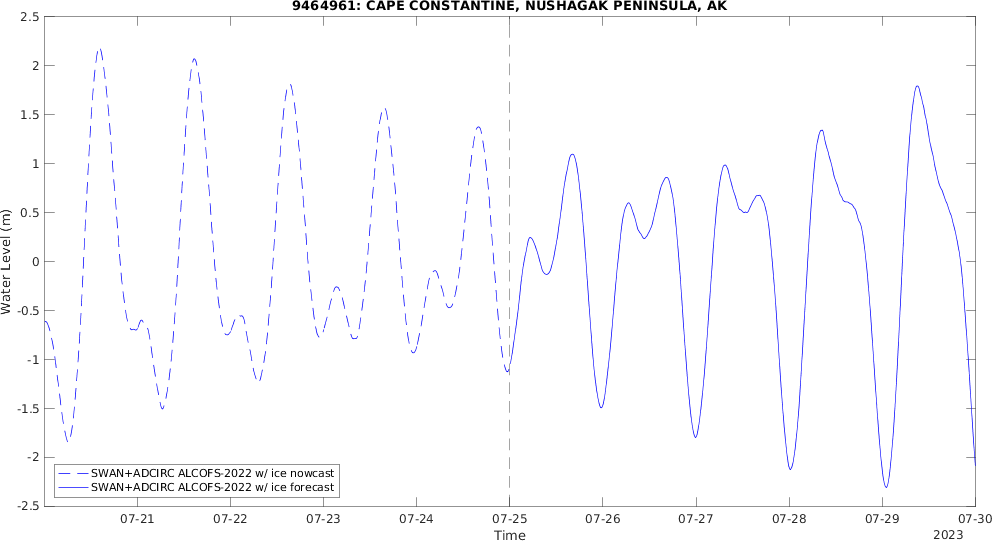 9464961: CAPE CONSTANTINE, NUSHAGAK PENINSULA, AK
2.5
2
1.5
1
0.5
0
-0.5
-1
-1.5
-2
-2.5
Water Level (m)
SWAN+ADCIRC ALCOFS-2022 w/ ice nowcast
SWAN+ADCIRC ALCOFS-2022 w/ ice forecast
07-21 07-22 07-23 07-24 07-25 07-26 07-27 07-28 07-29 07-30
Time
2023